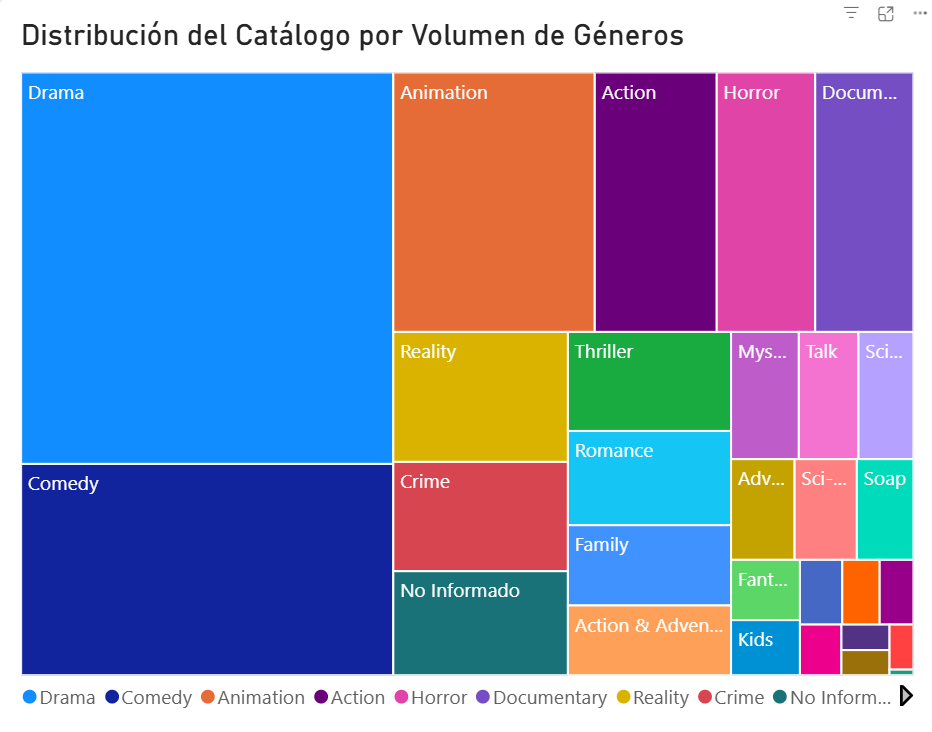 Distribución del Catálogo por Volumen de Géneros
Drama
Animation
Action
Horror
Docum...
Reality
Thriller
Mys...
Talk
Sci...
Comedy
Crime
Romance
Adv...
Sci-...
Soap
Family
No Informado
Fant...
Action & Adven...
Kids
Drama Comedy Animation Action Horror Documentary Reality Crime No Inform...